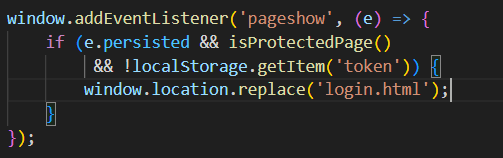 window.addEventListener('pageshow', (e) => {
    if (e.persisted && isProtectedPage()
        && !localStorage.getItem('token')) {
        window.location.replace('login.html');
    }
});